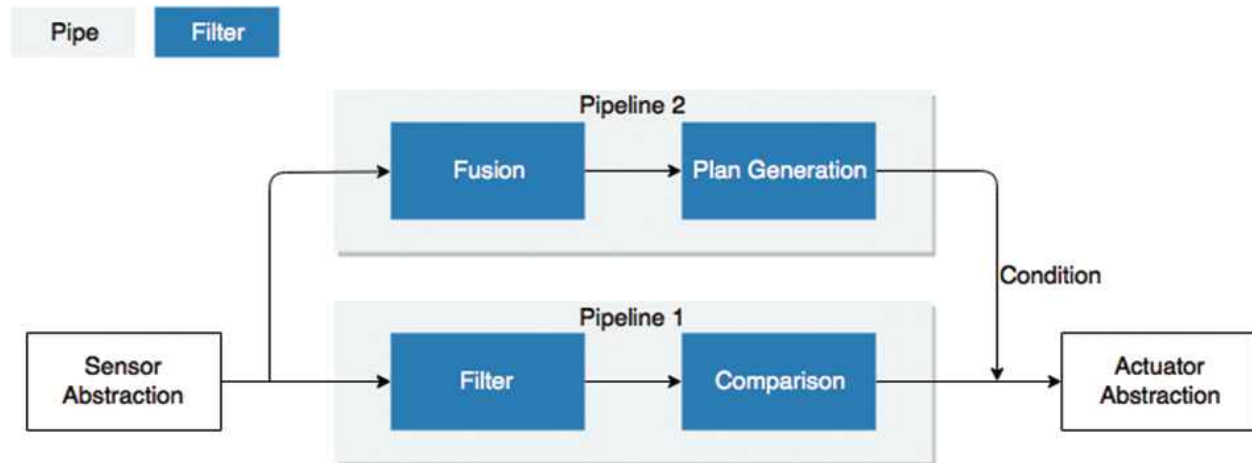 Pipe
Filter
Pipeline 2
Fusion
Plan Generation
Condition
Pipeline 1
Sensor
Abstraction
Filter
Comparison
Actuator
Abstraction